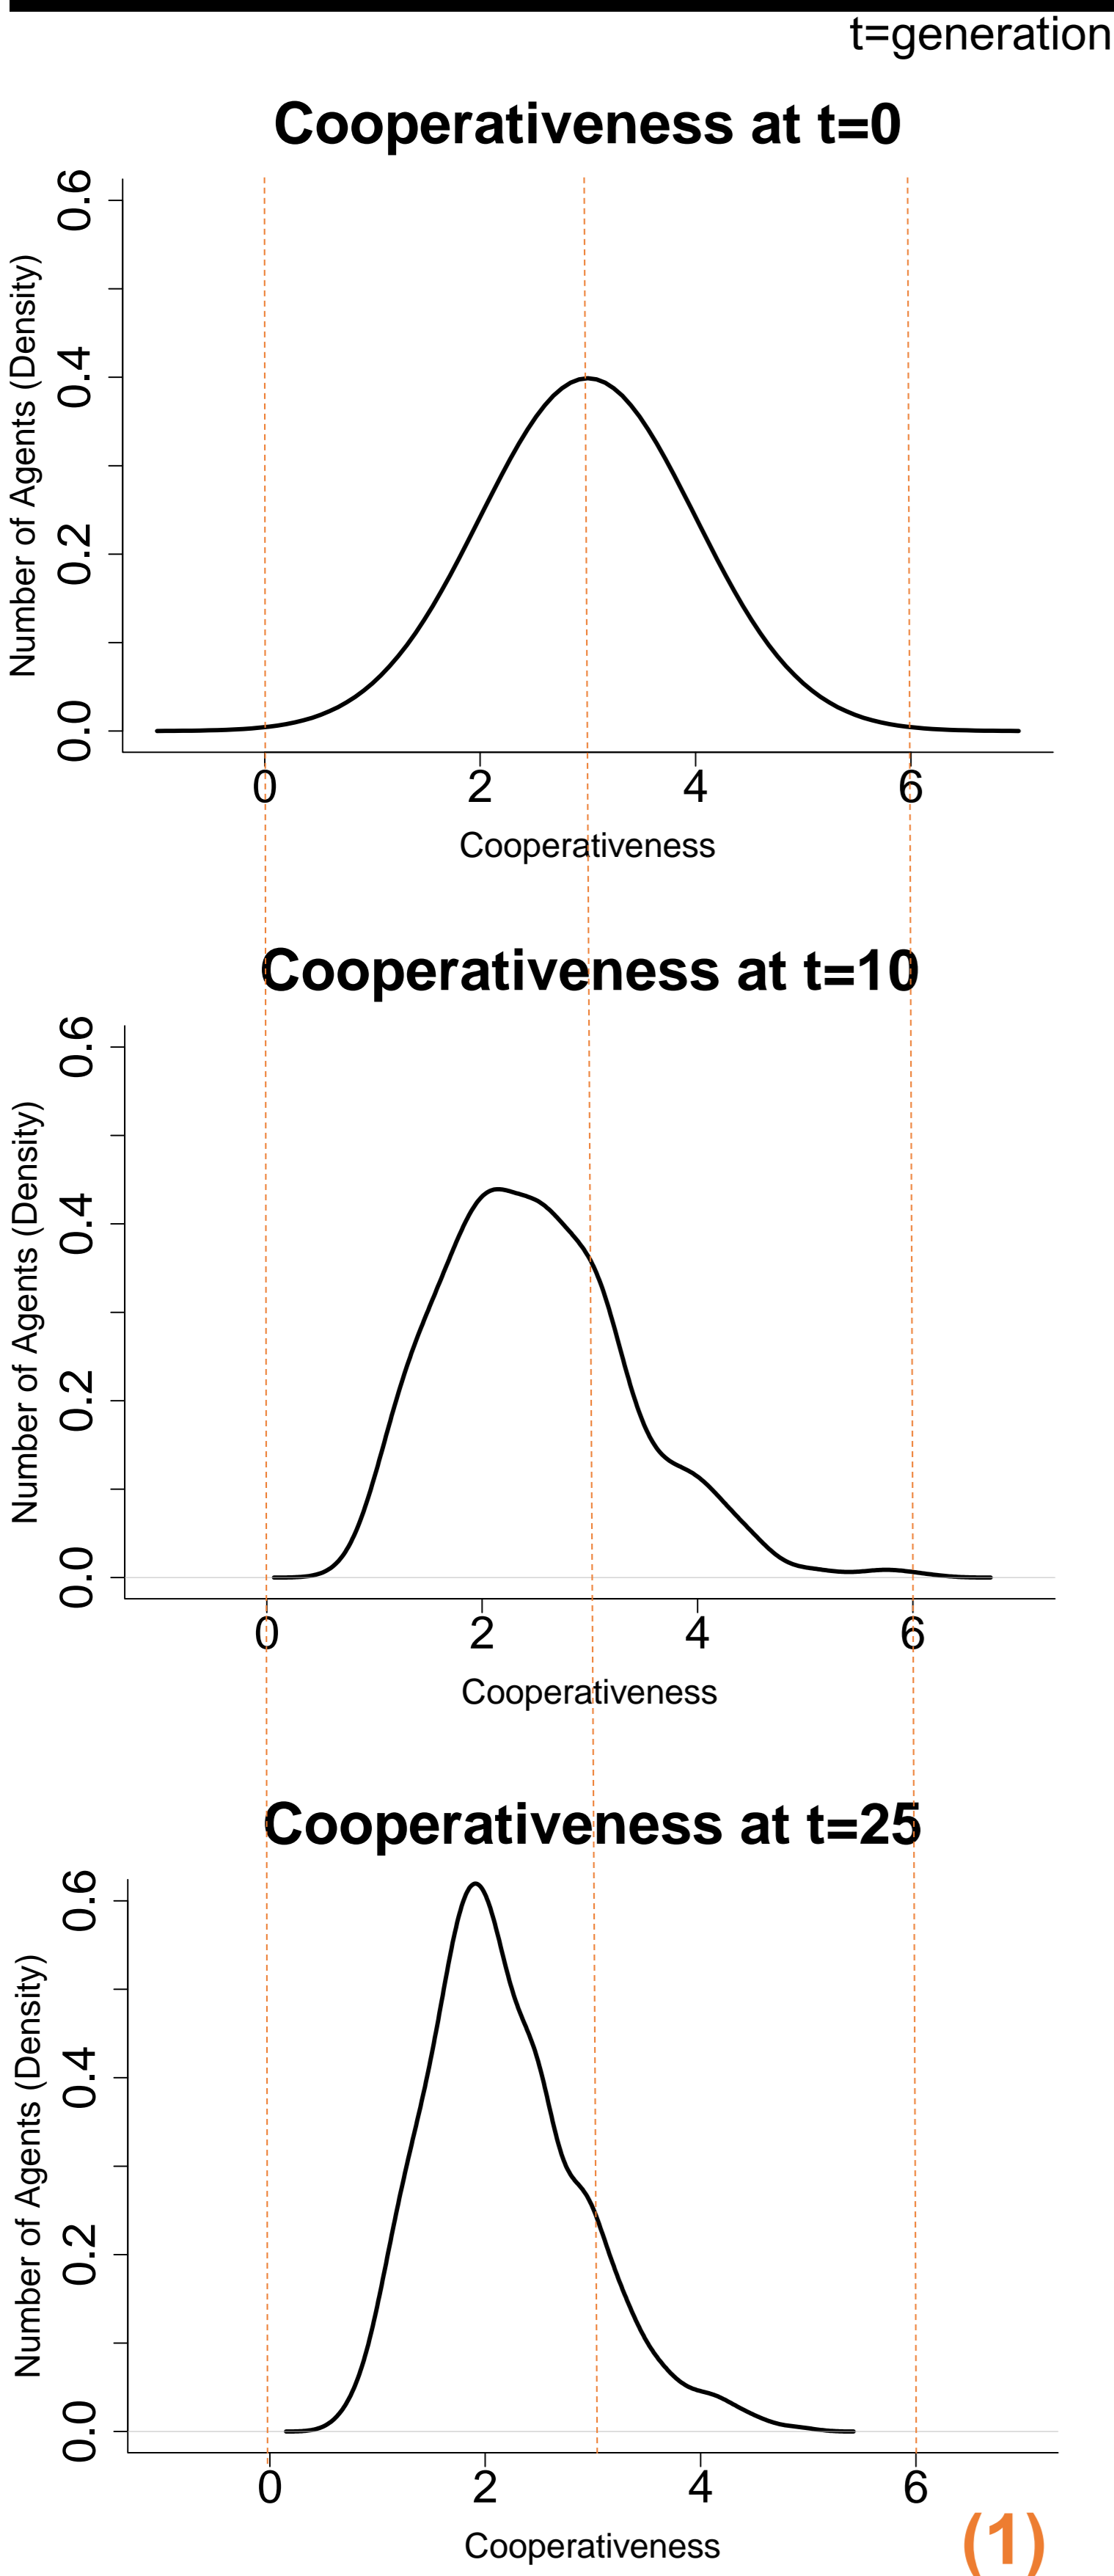 t=generation
Cooperativeness at t=0
Number of Agents (Density)
0.6
0.4
0.2
0.0
0 2 4 6
Cooperativeness
Cooperativeness at t=10
Number of Agents (Density)
0.6
0.4
0.2
0.0
0 2 4 6
Cooperativeness
Cooperativeness at t=25
Number of Agents (Density)
0.6
0.4
0.2
0.0
0 2 4 6
Cooperativeness
(1)